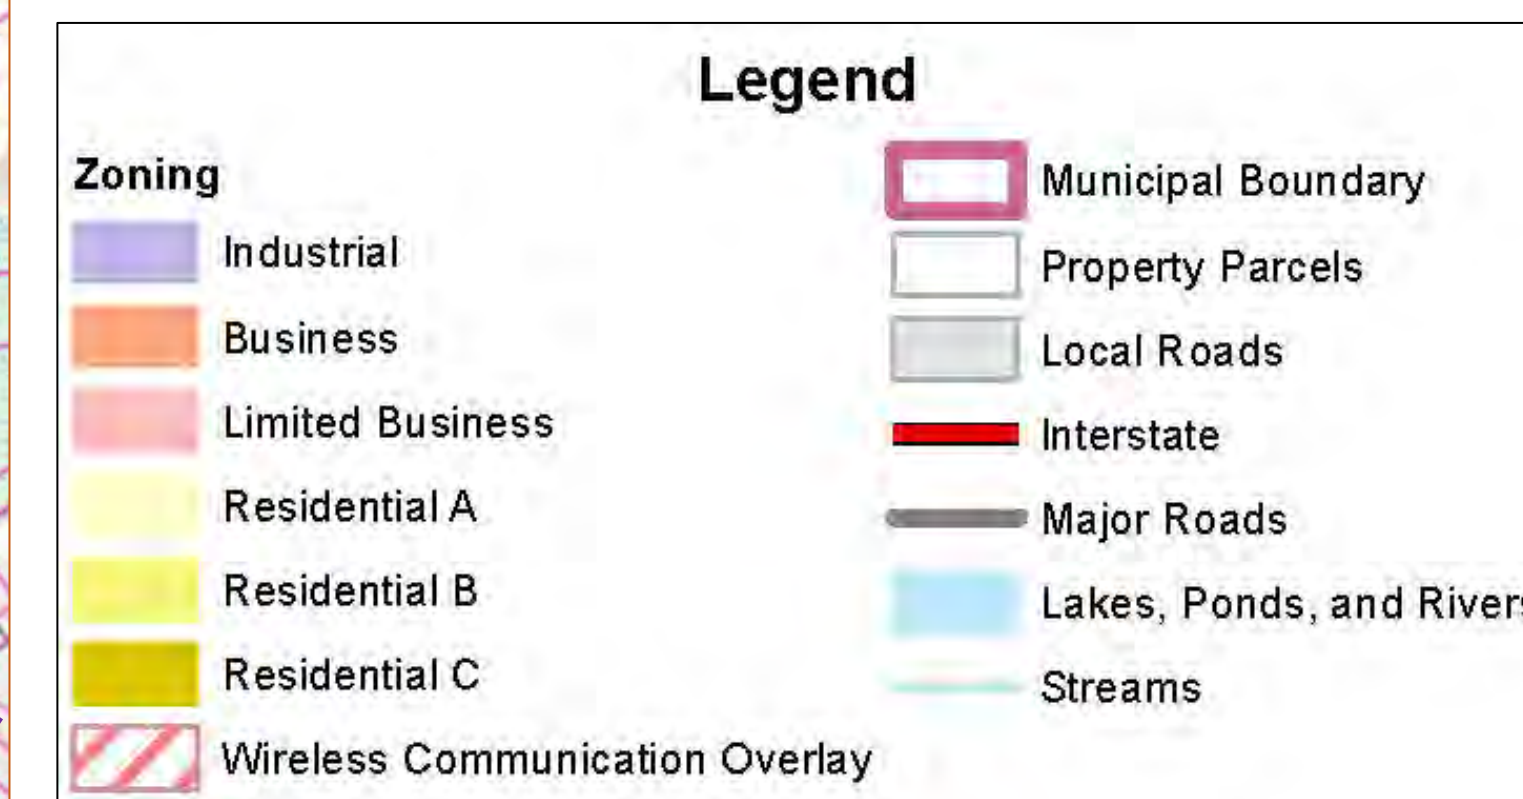 Legend
Zoning
Industrial
Business
Limited Business
Residential A
Residential B
Residential C
Wireless Communication Overlay
Municipal Boundary
Property Parcels
Local Roads
Interstate
Major Roads
Lakes, Ponds, and Rivers
Streams